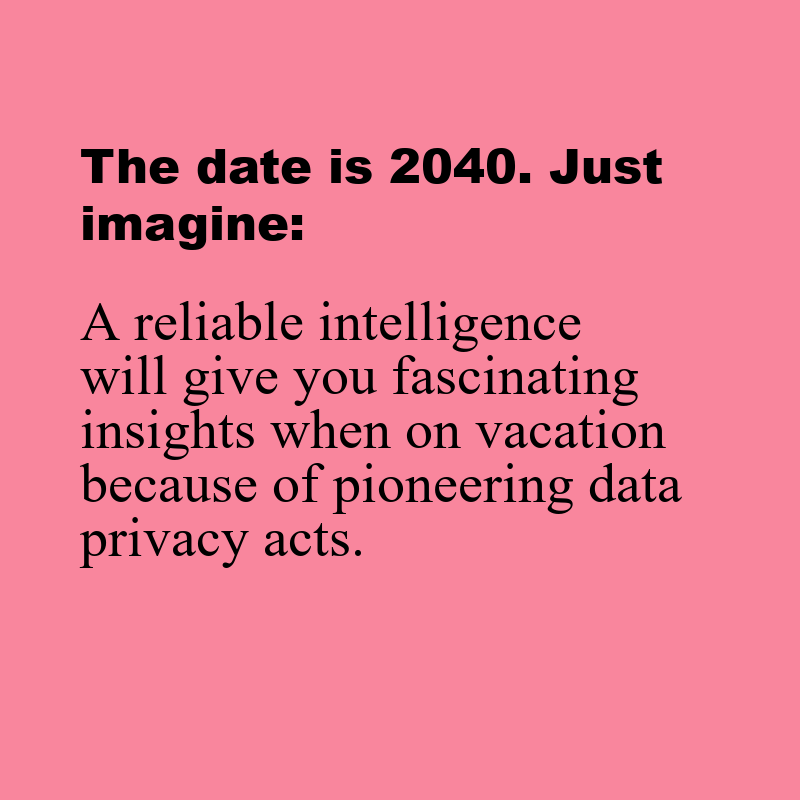 The date is 2040. Just
imagine:
A reliable intelligence
will give you fascinating
insights when on vacation
because of pioneering data
privacy acts.